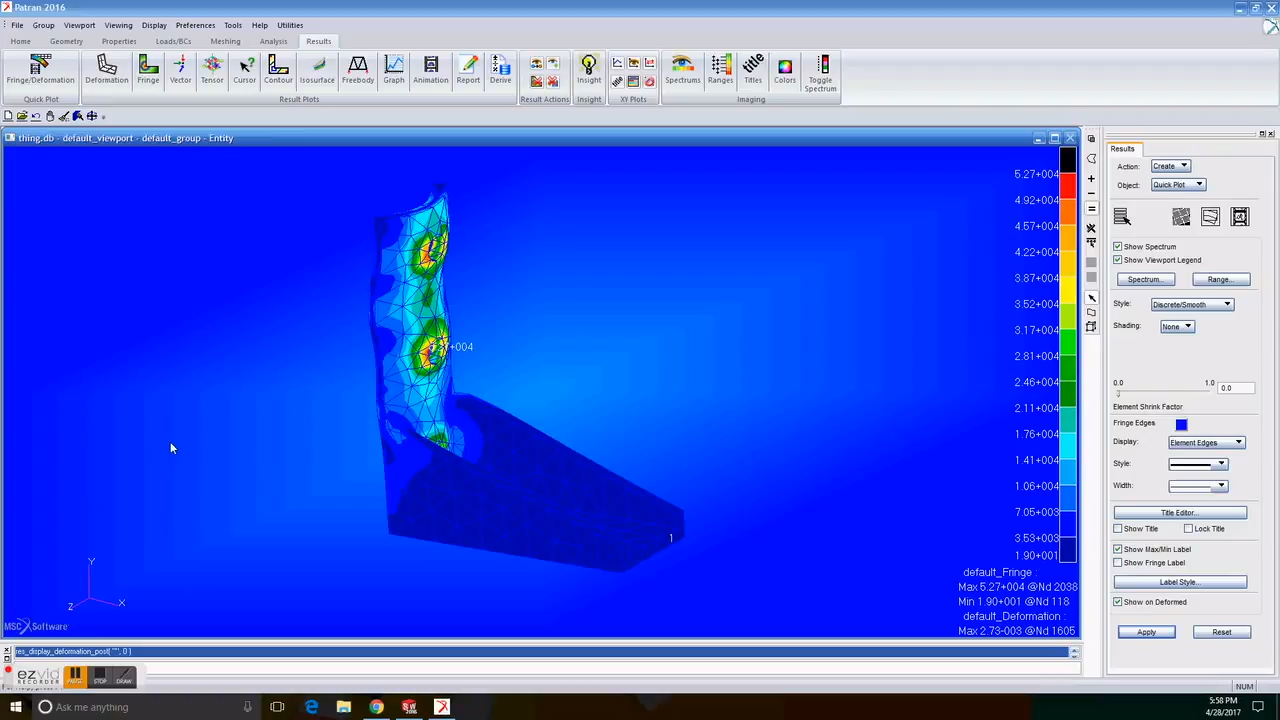 Patran 2016
File Group Viewport Viewing Display Preferences Tools Help Utilities
Home Geometry Properties Loads/BCs Meshing Analysis Results
Fringe/Deformation Deformation Fringe Vector Tensor Cursor Contour Isosurface Freebody Graph Animation Report Derive Insight Spectrums Ranges Titles Colors Toggle Spectrum
Quick Plot Result Plots Result Actions Insight XY Plots Imaging
thing.db - default_viewport - default_group - Entity
5.27+004
4.92+004
4.57+004
4.22+004
3.87+004
3.52+004
3.17+004
2.81+004
2.46+004
2.11+004
1.76+004
1.41+004
1.06+004
7.05+003
3.53+003
1.90+001
+004
1
default_Fringe :
Max 5.27+004 @Nd 2038
Min 1.90+001 @Nd 118
default_Deformation :
Max 2.73-003 @Nd 1605
Y
Z X
MSC Software
Results
Action: Create
Object: Quick Plot
Show Spectrum
Show Viewport Legend
Spectrum... Range...
Style: Discrete/Smooth
Shading: None
0.0 1.0 0.0
Element Shrink Factor
Fringe Edges
Display: Element Edges
Style:
Width:
Title Editor...
Show Title Lock Title
Show Max/Min Label
Show Fringe Label
Label Style...
Show on Deformed
Apply Reset
res_display_deformation_post( "", 0 )
ezvid
RECORDER
PAUSE STOP DRAW
NUM
Ask me anything
5:58 PM
4/28/2017